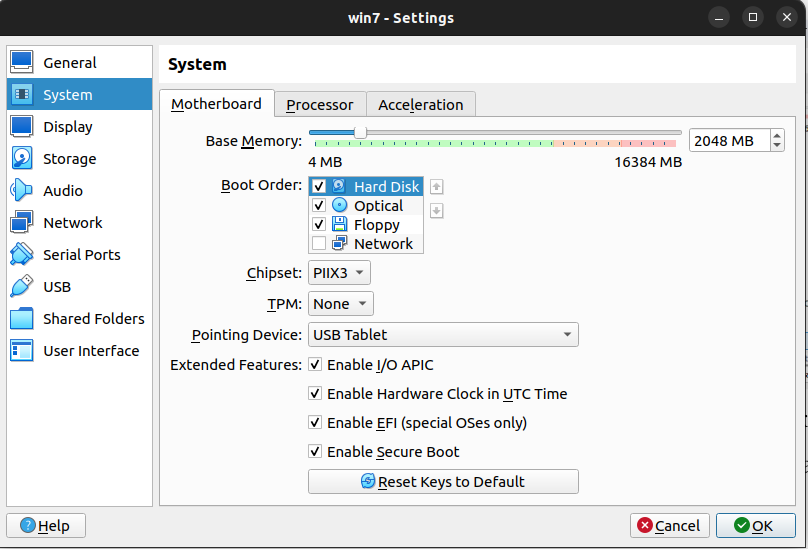 win7 - Settings
General
System
Display
Storage
Audio
Network
Serial Ports
USB
Shared Folders
User Interface
System
Motherboard Processor Acceleration
Base Memory: 2048 MB
4 MB 16384 MB
Boot Order: Hard Disk
Optical
Floppy
Network
Chipset: PIIX3
TPM: None
Pointing Device: USB Tablet
Extended Features: Enable I/O APIC
Enable Hardware Clock in UTC Time
Enable EFI (special OSes only)
Enable Secure Boot
Reset Keys to Default
Help Cancel OK